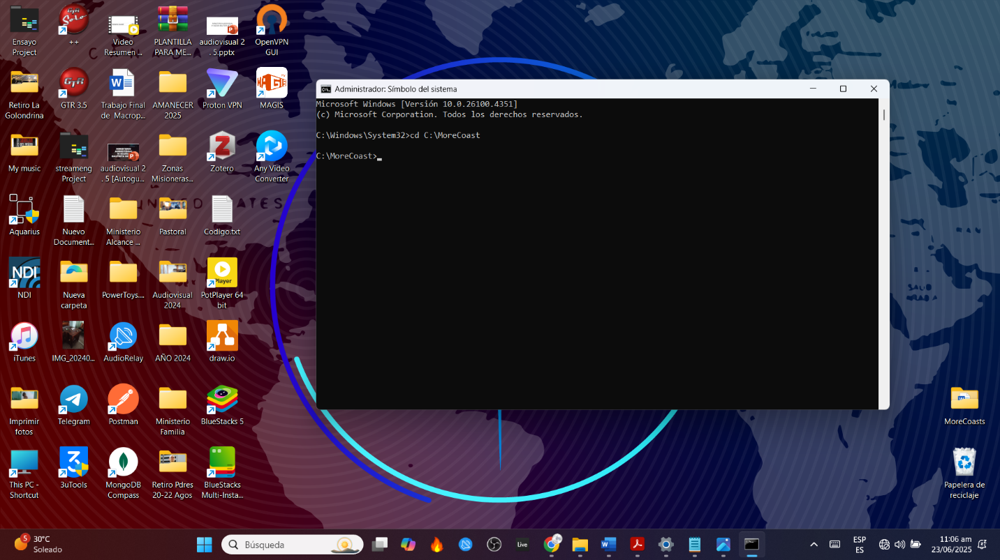 Ensayo
Project
++
Video
Resumen ...
PLANTILLA
PARA ME...
audiovisual 2
. 5.pptx
OpenVPN
GUI
Retiro La
Golondrina
GTR 3.5
Trabajo Final
de Macrop...
AMANECER
2025
Proton VPN
MAGIS
My music
streameng
Project
audiovisual 2
. 5 [Autogu...
Zonas
Misioneras...
Zotero
Any Video
Converter
Aquarius
Nuevo
Document...
Ministerio
Alcance ...
Pastoral
Codigo.txt
NDI
NDI
Nueva
carpeta
PowerToys....
Audiovisual
2024
Player
PotPlayer 64
bit
iTunes
IMG_20240...
AudioRelay
AÑO 2024
draw.io
Imprimir
fotos
Telegram
Postman
Ministerio
Familia
BlueStacks 5
This PC -
Shortcut
3uTools
MongoDB
Compass
Retiro Pdres
20-22 Agos
BlueStacks
Multi-Insta...
Administrador: Símbolo del sistema
Microsoft Windows [Versión 10.0.26100.4351]
(c) Microsoft Corporation. Todos los derechos reservados.
C:\Windows\System32>cd C:\MoreCoast
C:\MoreCoast>
MoreCoasts
Papelera de
reciclaje
5
30°C
Soleado
Búsqueda
Live
ESP
ES
11:06 am
23/06/2025